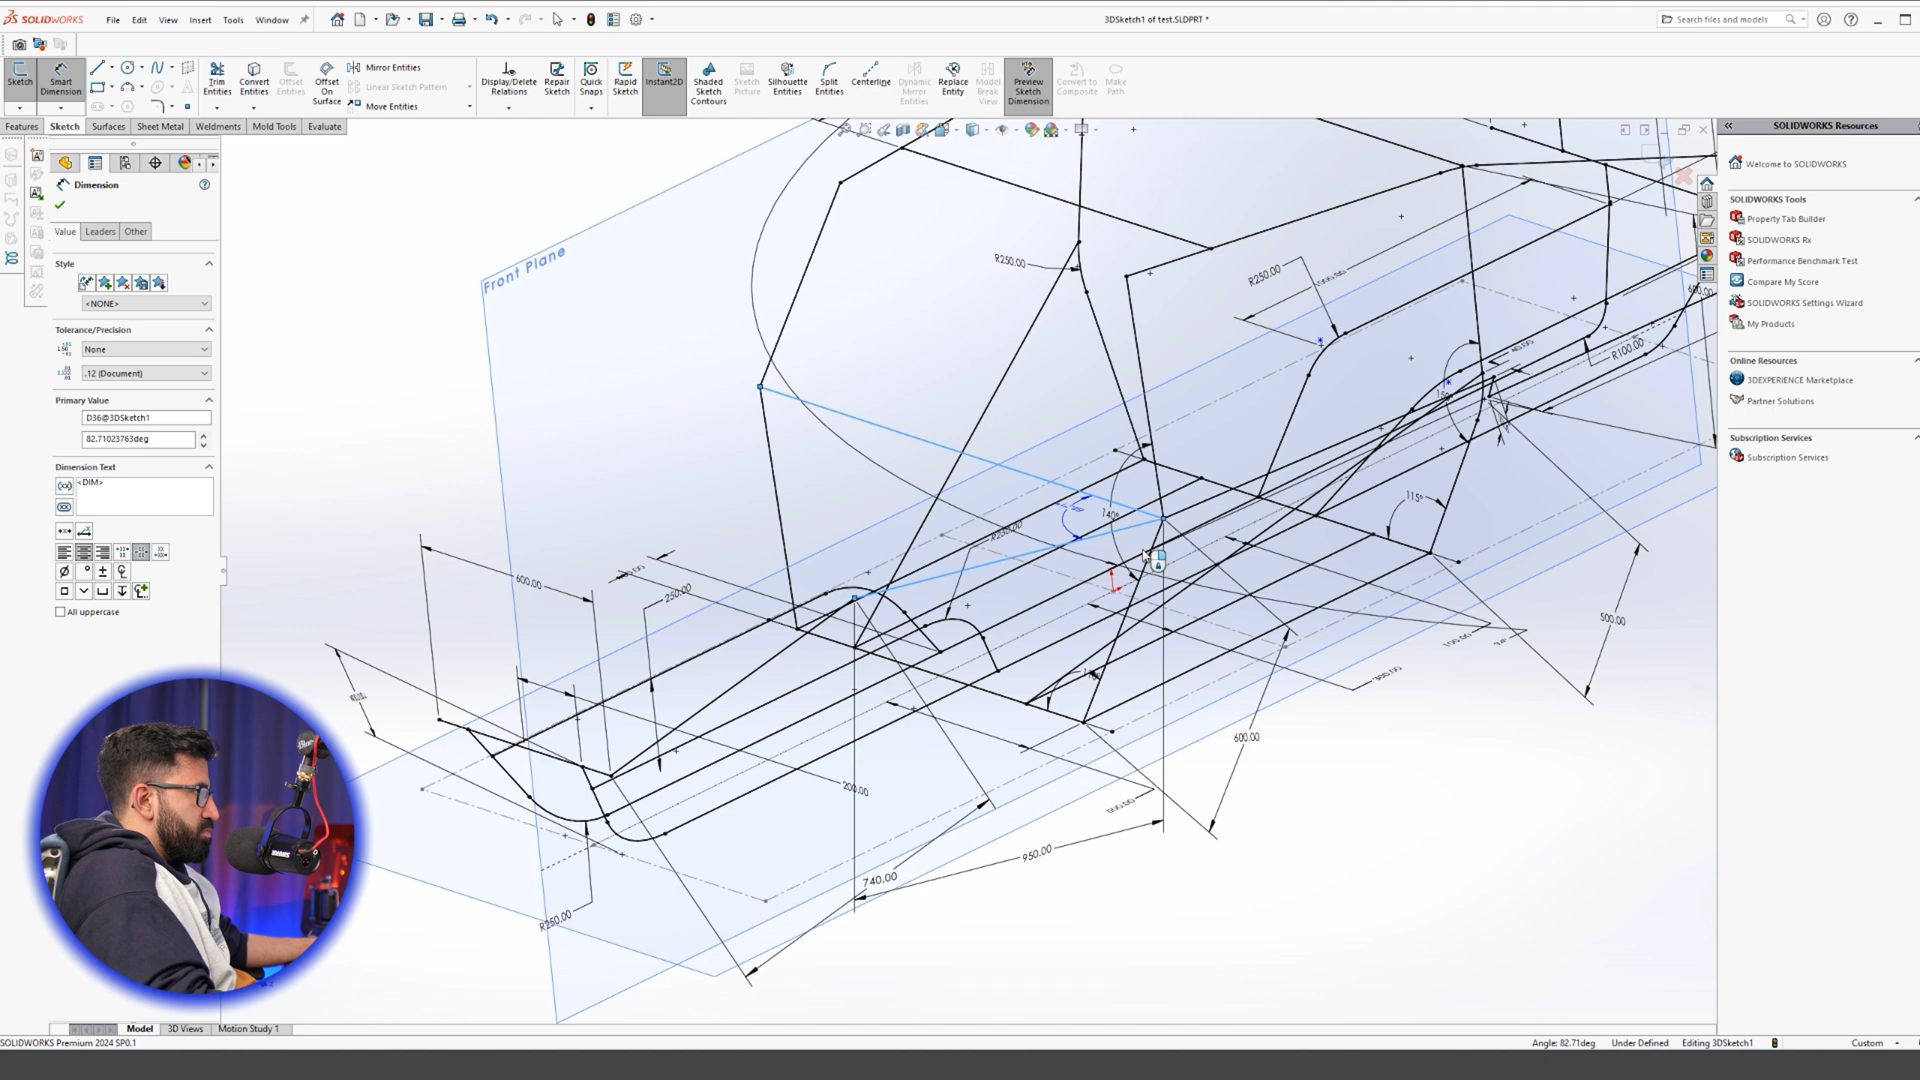 SOLIDWORKS
File
Edit
View
Insert
Tools
Window
3DSketch1 of test.SLDPRT *
Search files and models
Sketch
Smart Dimension
Trim Entities
Convert Entities
Offset Entities
Offset On Surface
Mirror Entities
Linear Sketch Pattern
Move Entities
Display/Delete Relations
Repair Sketch
Quick Snaps
Rapid Sketch
Instant2D
Shaded Sketch Contours
Sketch Picture
Silhouette Entities
Split Entities
Centerline
Dynamic Mirror Entities
Replace Entity
Model Break View
Preview Sketch Dimension
Convert to Composite
Make Path
Features
Sketch
Surfaces
Sheet Metal
Weldments
Mold Tools
Evaluate
Dimension
Value
Leaders
Other
Style
<NONE>
Tolerance/Precision
None
.12 (Document)
Primary Value
D36@3DSketch1
82.71023763deg
Dimension Text
<DIM>
All uppercase
Front Plane
R250.00
R250.00
R100.00
140°
115°
600.00
250.00
500.00
600.00
200.00
950.00
740.00
R250.00
300.00
SOLIDWORKS Resources
Welcome to SOLIDWORKS
SOLIDWORKS Tools
Property Tab Builder
SOLIDWORKS Rx
Performance Benchmark Test
Compare My Score
SOLIDWORKS Settings Wizard
My Products
Online Resources
3DEXPERIENCE Marketplace
Partner Solutions
Subscription Services
Subscription Services
Model
3D Views
Motion Study 1
SOLIDWORKS Premium 2024 SP0.1
Angle: 82.71deg
Under Defined
Editing 3DSketch1
Custom